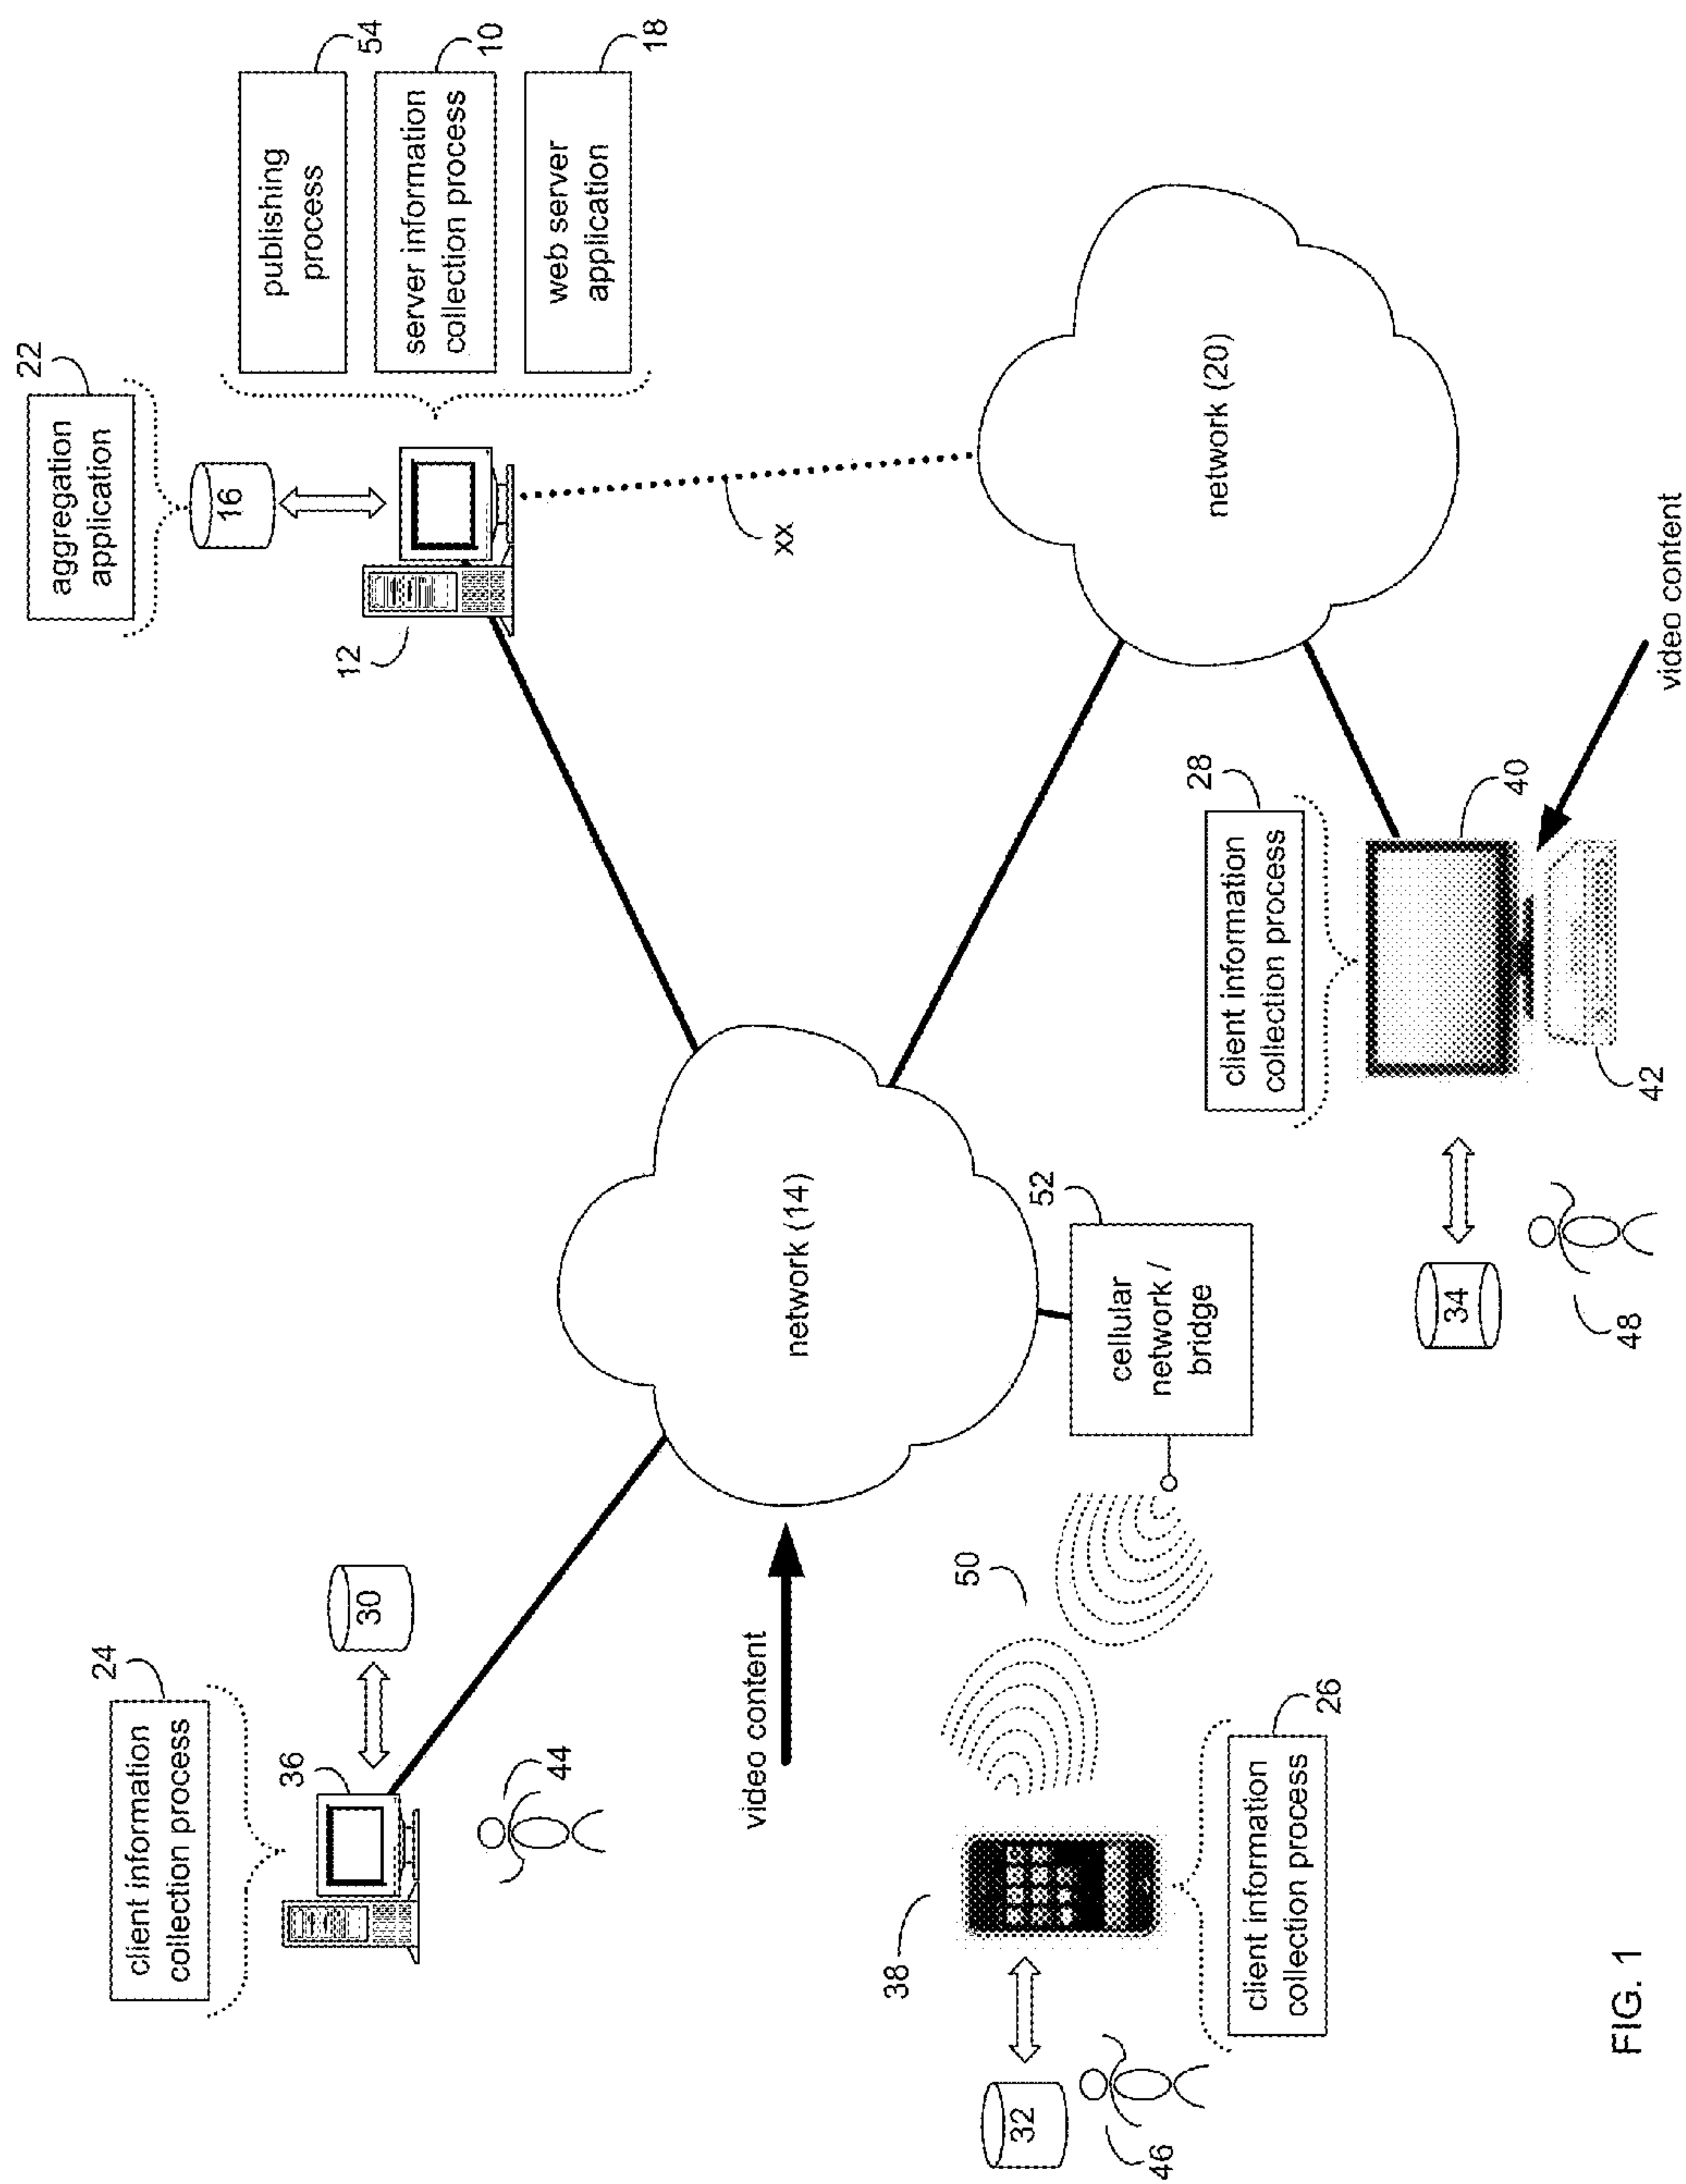 24
client information
collection process
36
30
44
22
aggregation
application
16
12
publishing
process
54
server information
collection process
10
web server
application
18
xx
network (14)
network (20)
video content
38
32
46
50
cellular
network /
bridge
52
client information
collection process
26
28
client information
collection process
40
42
34
48
video content
FIG. 1